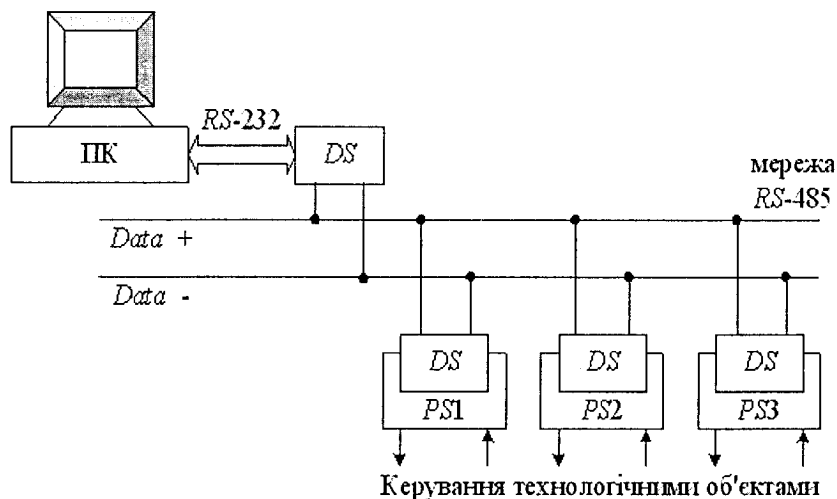 RS-232
ПК
DS
мережа
RS-485
Data +
Data -
DS
DS
DS
PS1
PS2
PS3
Керування технологічними об'єктами